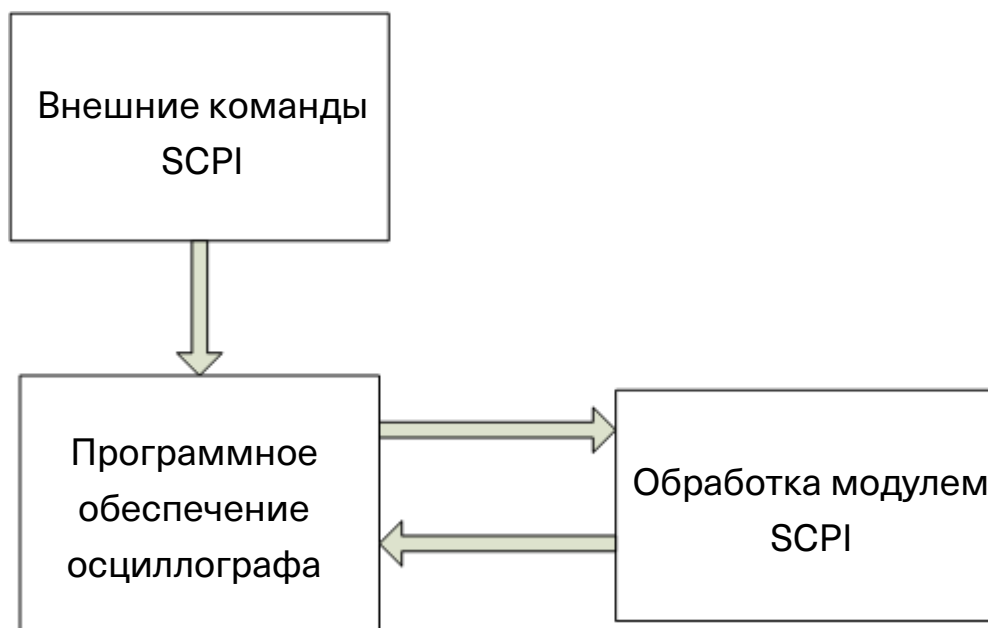 Внешние команды
SCPI
Программное
обеспечение
осциллографа
Обработка модулем
SCPI